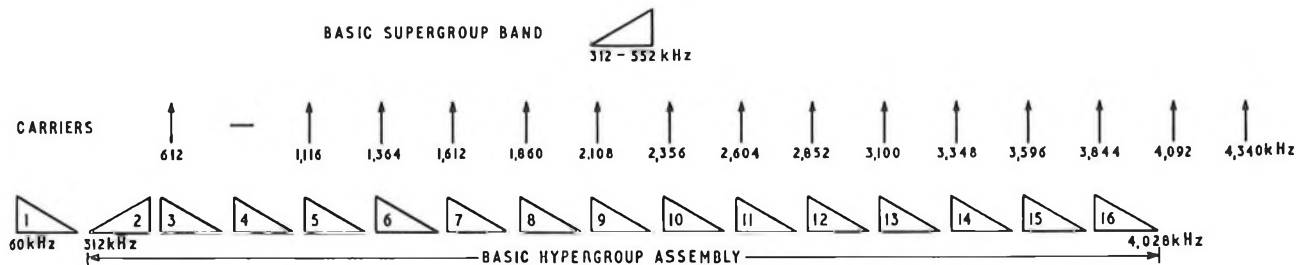 BASIC SUPERGROUP BAND
312 – 552 kHz
CARRIERS —
612 1,116 1,364 1,612 1,860 2,108 2,356 2,604 2,852 3,100 3,348 3,596 3,844 4,092 4,340kHz
1 2 3 4 5 6 7 8 9 10 11 12 13 14 15 16
60kHz 312kHz 4,028kHz
BASIC HYPERGROUP ASSEMBLY